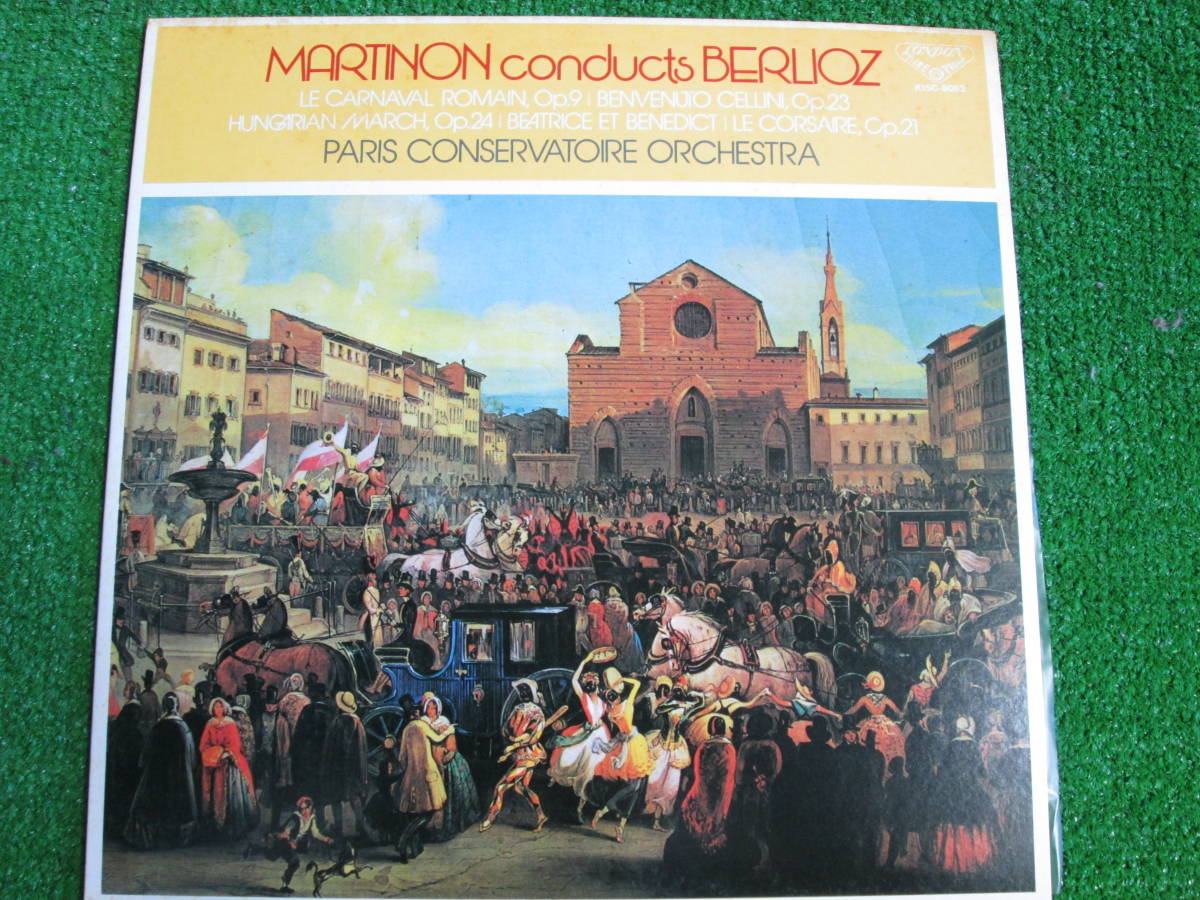 MARTINON conducts BERLIOZ
LE CARNAVAL ROMAIN, Op.9 | BENVENUTO CELLINI, Op.23
HUNGARIAN MARCH, Op.24 | BEATRICE ET BENEDICT | LE CORSAIRE, Op.21
PARIS CONSERVATOIRE ORCHESTRA
LONDON